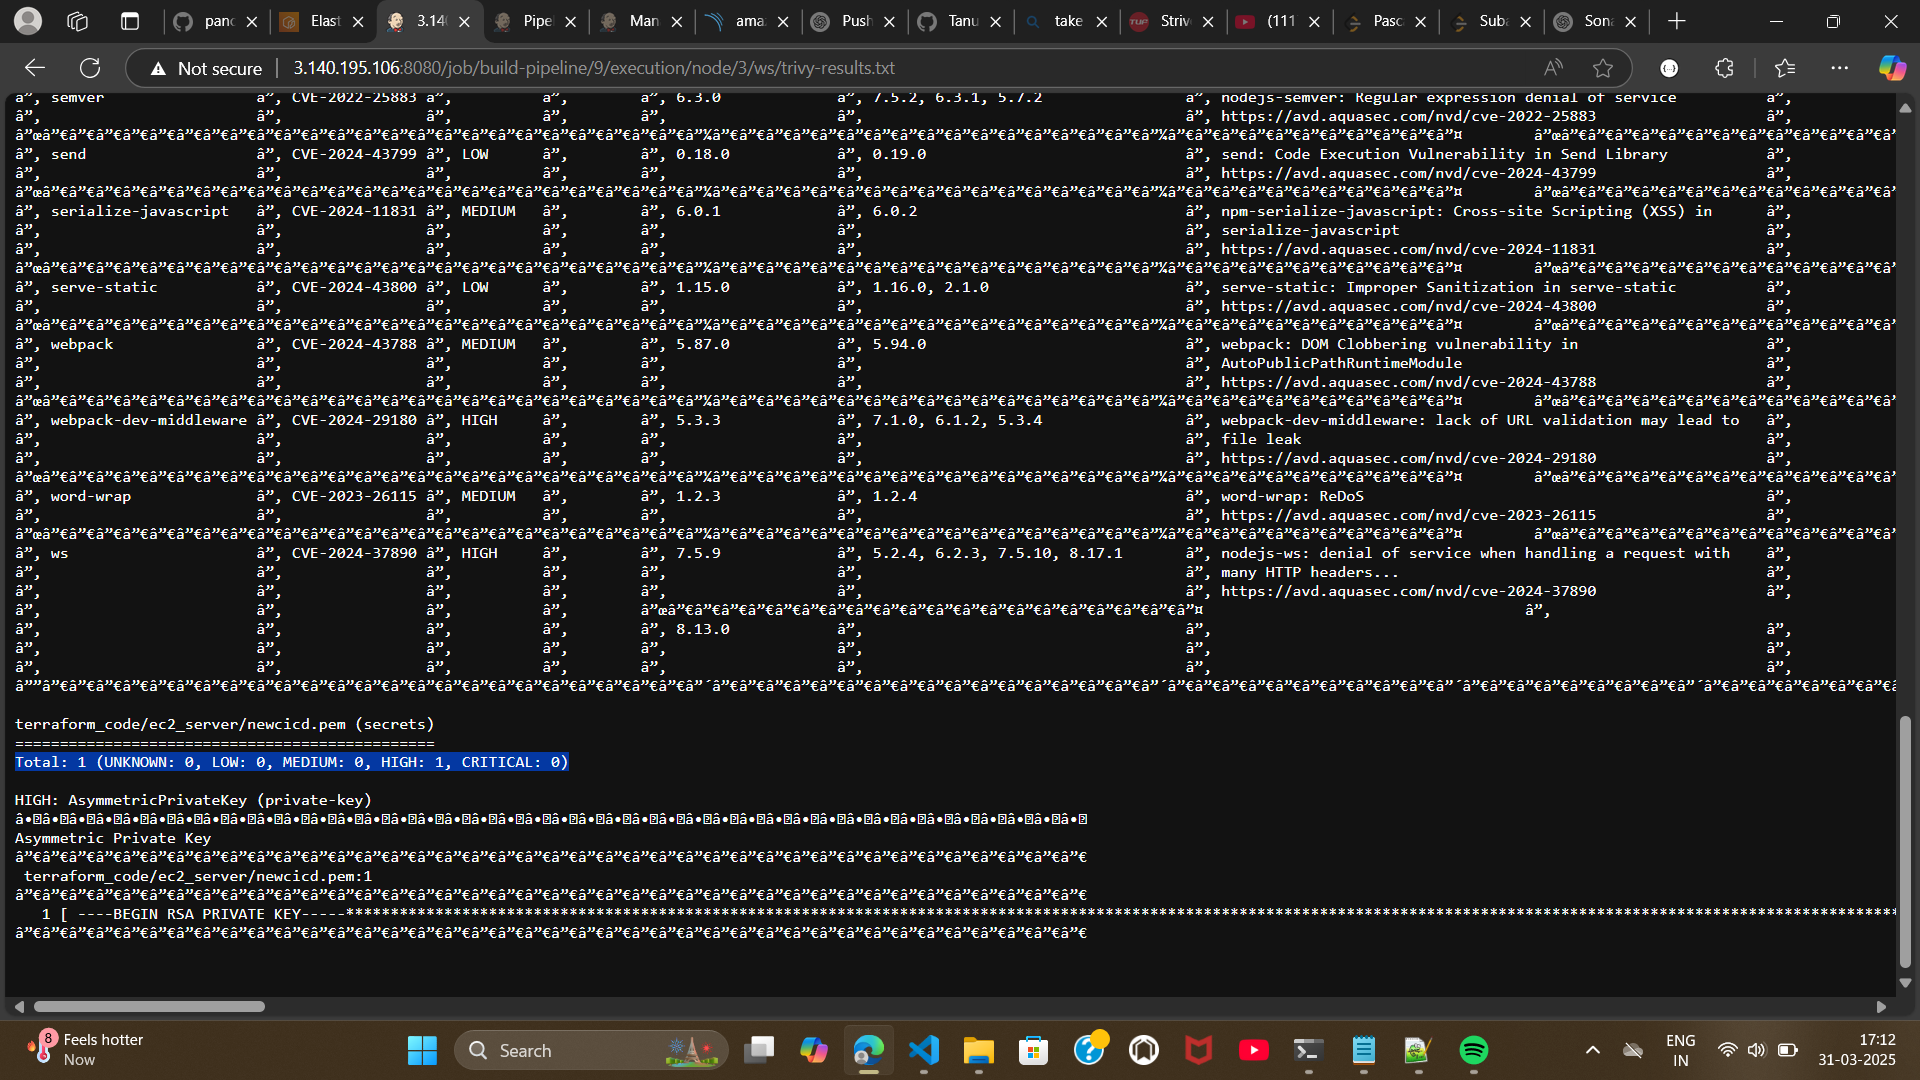 panc
Elast
3.14
Pipel
Man
ama
Push
Tanu
take
Strive
(111
Pasca
Suba
Sona
Not secure
3.140.195.106:8080/job/build-pipeline/9/execution/node/3/ws/trivy-results.txt
semver CVE-2022-25883 6.3.0 7.5.2, 6.3.1, 5.7.2 nodejs-semver: Regular expression denial of service
https://avd.aquasec.com/nvd/cve-2022-25883
send CVE-2024-43799 LOW 0.18.0 0.19.0 send: Code Execution Vulnerability in Send Library
https://avd.aquasec.com/nvd/cve-2024-43799
serialize-javascript CVE-2024-11831 MEDIUM 6.0.1 6.0.2 npm-serialize-javascript: Cross-site Scripting (XSS) in
serialize-javascript
https://avd.aquasec.com/nvd/cve-2024-11831
serve-static CVE-2024-43800 LOW 1.15.0 1.16.0, 2.1.0 serve-static: Improper Sanitization in serve-static
https://avd.aquasec.com/nvd/cve-2024-43800
webpack CVE-2024-43788 MEDIUM 5.87.0 5.94.0 webpack: DOM Clobbering vulnerability in
AutoPublicPathRuntimeModule
https://avd.aquasec.com/nvd/cve-2024-43788
webpack-dev-middleware CVE-2024-29180 HIGH 5.3.3 7.1.0, 6.1.2, 5.3.4 webpack-dev-middleware: lack of URL validation may lead to
file leak
https://avd.aquasec.com/nvd/cve-2024-29180
word-wrap CVE-2023-26115 MEDIUM 1.2.3 1.2.4 word-wrap: ReDoS
https://avd.aquasec.com/nvd/cve-2023-26115
ws CVE-2024-37890 HIGH 7.5.9 5.2.4, 6.2.3, 7.5.10, 8.17.1 nodejs-ws: denial of service when handling a request with
many HTTP headers...
https://avd.aquasec.com/nvd/cve-2024-37890
8.13.0
terraform_code/ec2_server/newcicd.pem (secrets)
===============================================
Total: 1 (UNKNOWN: 0, LOW: 0, MEDIUM: 0, HIGH: 1, CRITICAL: 0)
HIGH: AsymmetricPrivateKey (private-key)
Asymmetric Private Key
terraform_code/ec2_server/newcicd.pem:1
1 [ ----BEGIN RSA PRIVATE KEY-----
8
Feels hotter
Now
Search
ENG
IN
17:12
31-03-2025